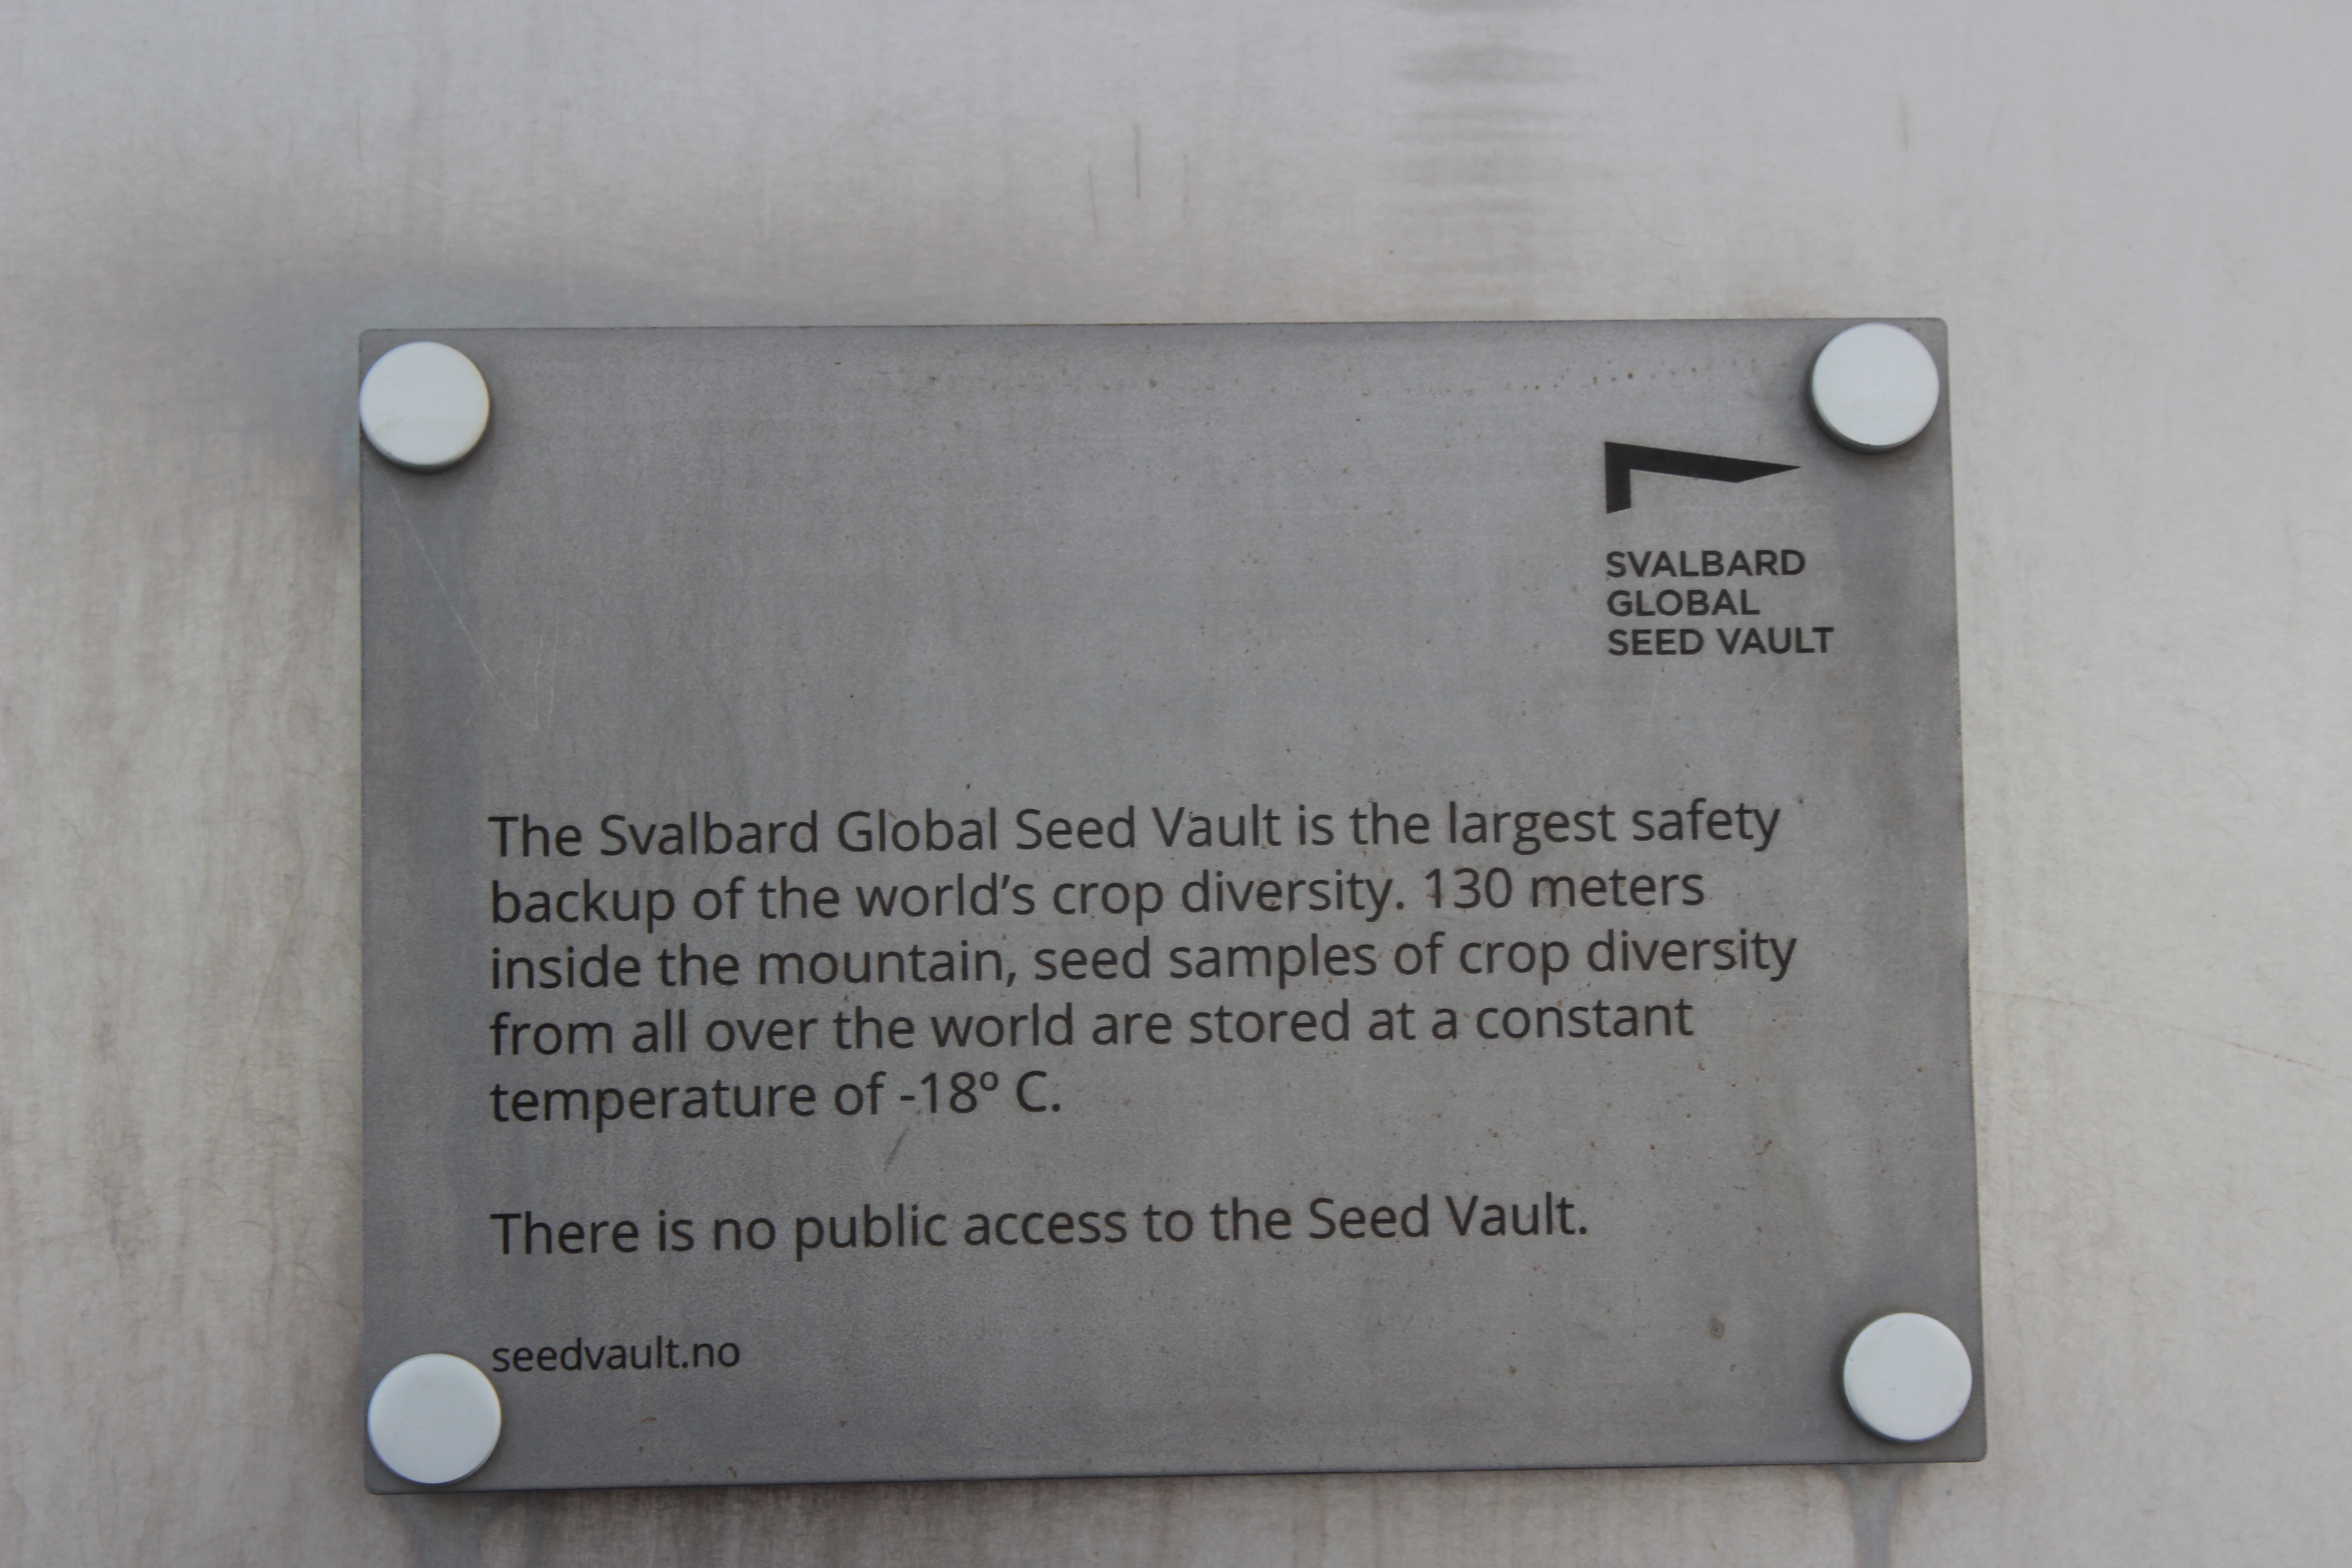 SVALBARD
GLOBAL
SEED VAULT
The Svalbard Global Seed Vault is the largest safety
backup of the world’s crop diversity. 130 meters
inside the mountain, seed samples of crop diversity
from all over the world are stored at a constant
temperature of -18º C.
There is no public access to the Seed Vault.
seedvault.no